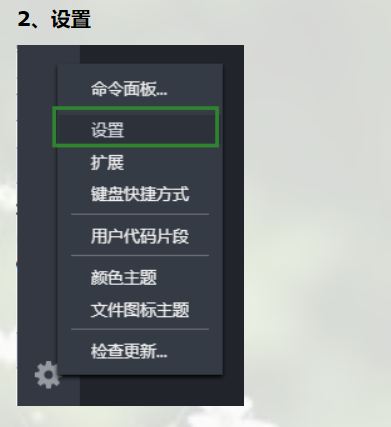 2、设置
命令面板...
设置
扩展
键盘快捷方式
用户代码片段
颜色主题
文件图标主题
检查更新...